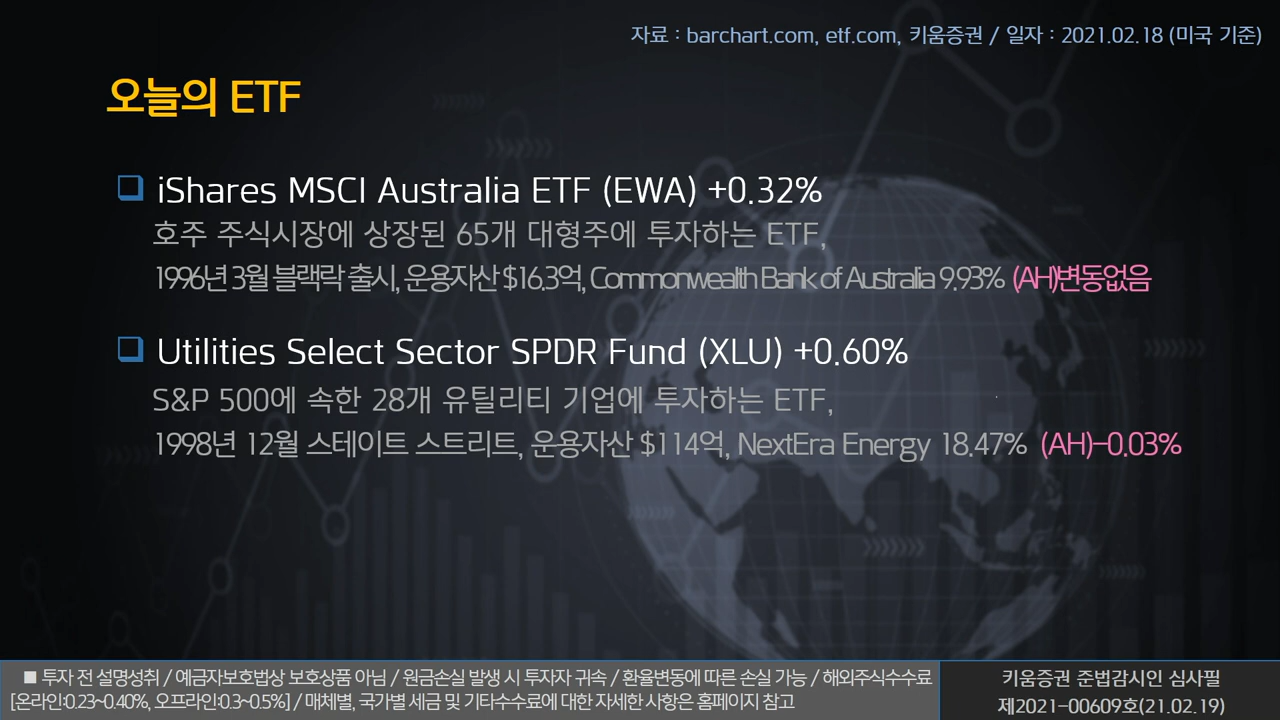 자료 : barchart.com, etf.com, 키움증권 / 일자 : 2021.02.18 (미국 기준)
오늘의 ETF
❑ iShares MSCI Australia ETF (EWA) +0.32%
호주 주식시장에 상장된 65개 대형주에 투자하는 ETF,
1996년 3월 블랙락 출시, 운용자산 $16.3억, Commonwealth Bank of Australia 9.93% (AH)변동없음
❑ Utilities Select Sector SPDR Fund (XLU) +0.60%
S&P 500에 속한 28개 유틸리티 기업에 투자하는 ETF,
1998년 12월 스테이트 스트리트, 운용자산 $114억, NextEra Energy 18.47% (AH)-0.03%
■ 투자 전 설명성취 / 예금자보호법상 보호상품 아님 / 원금손실 발생 시 투자자 귀속 / 환율변동에 따른 손실 가능 / 해외주식수수료
[온라인:0.23~0.40%, 오프라인:0.3~0.5%] / 매체별, 국가별 세금 및 기타수수료에 대한 자세한 사항은 홈페이지 참고
키움증권 준법감시인 심사필
제2021-00609호(21.02.19)